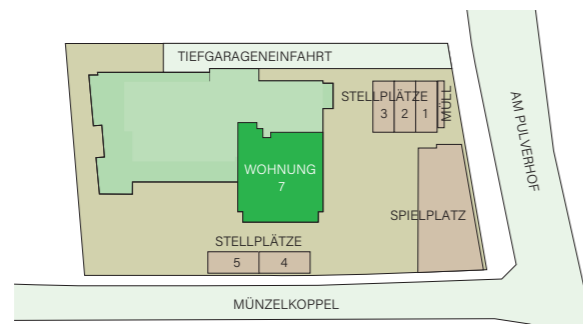 TIEFGARAGENEINFAHRT
STELLPLÄTZE
3 2 1
MÜLL
AM PULVERHOF
WOHNUNG
7
SPIELPLATZ
STELLPLÄTZE
5 4
MÜNZELKOPPEL